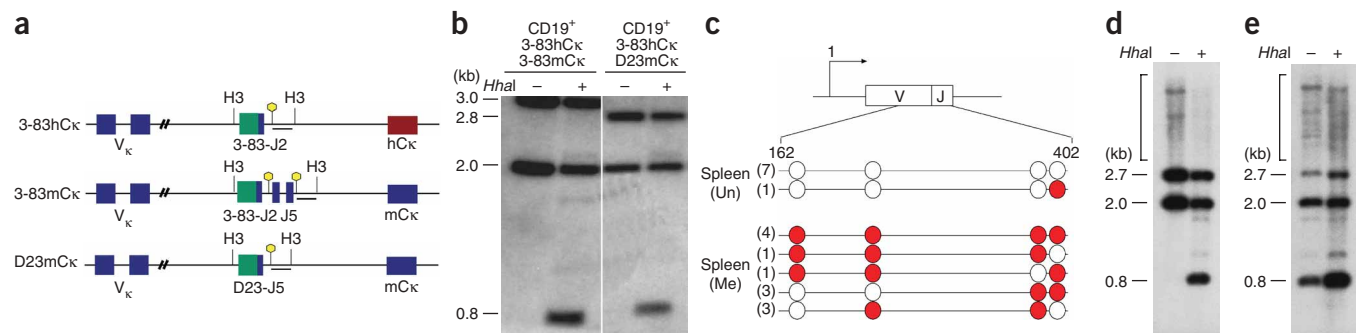 a
H3
H3
3-83hCκ
Vκ
3-83-J2
hCκ
H3
H3
3-83mCκ
Vκ
3-83-J2 J5
mCκ
H3
H3
D23mCκ
Vκ
D23-J5
mCκ
b
CD19+
3-83hCκ
3-83mCκ
CD19+
3-83hCκ
D23mCκ
(kb)
HhaI
–
+
–
+
3.0
2.8
2.0
0.8
c
1
V
J
162
402
Spleen
(Un)
(7)
(1)
Spleen
(Me)
(4)
(1)
(1)
(3)
(3)
d
HhaI
–
+
(kb)
2.7
2.0
0.8
e
HhaI
–
+
(kb)
2.7
2.0
0.8